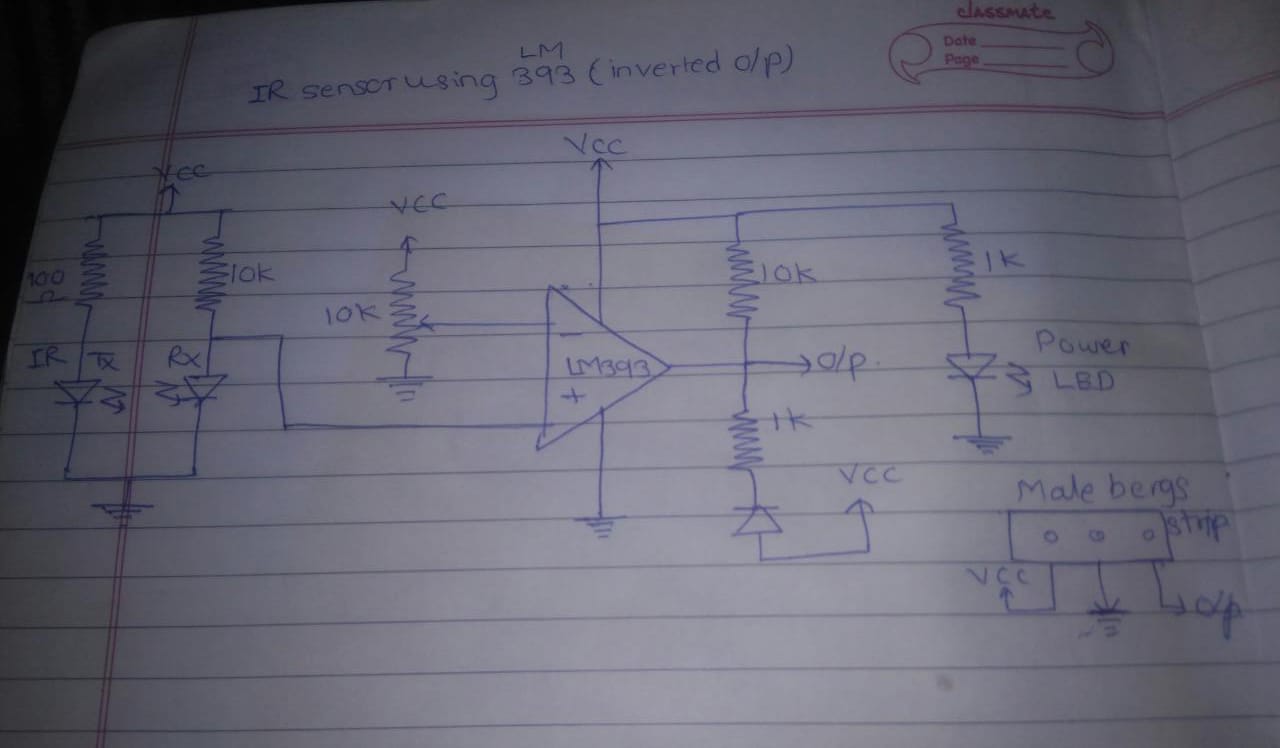 classmate
Date
Page
LM
IR sensor using 393 (inverted o/p)
VCC
VCC
VCC
100
Ω
10K
10K
10K
1K
IR Tx
Rx
−
LM393
+
o/p.
Power
LED
1K
VCC
Male bergs
strip
VCC
o/p